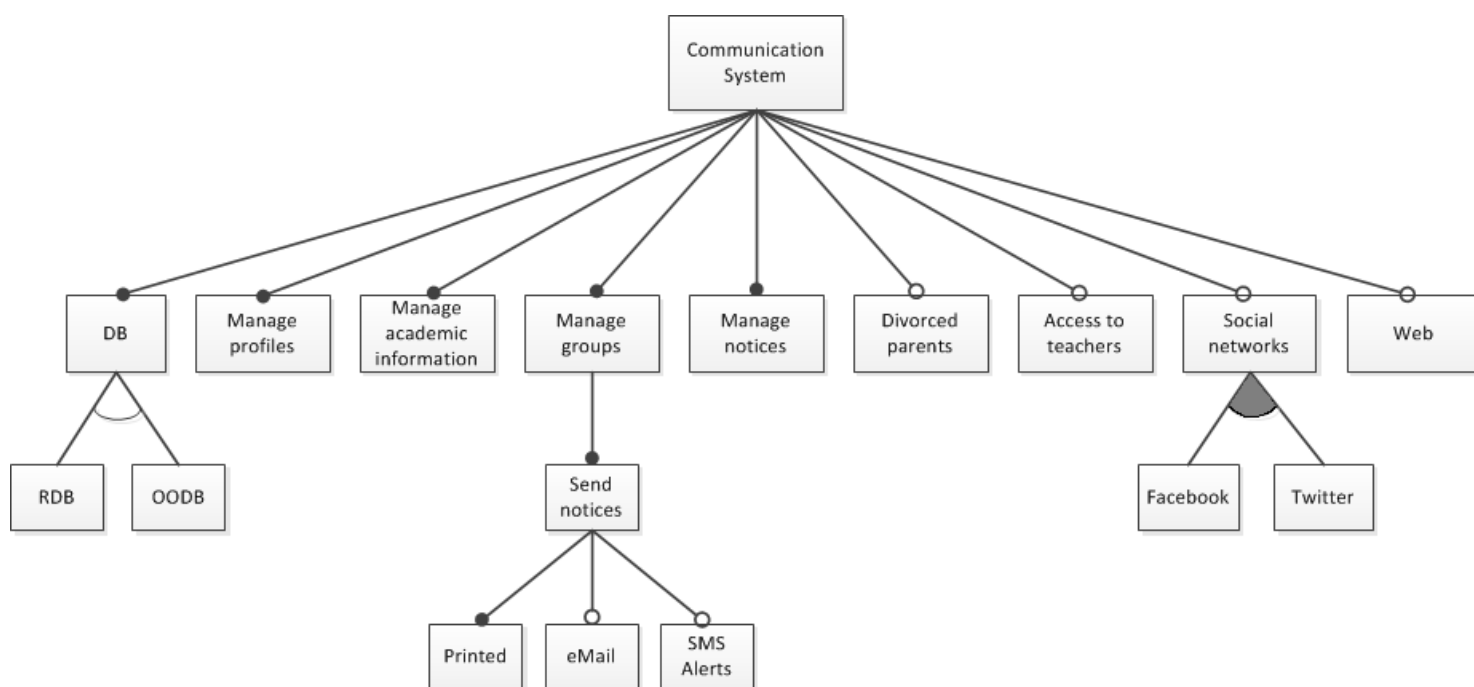 Communication
System
DB
Manage
profiles
Manage
academic
information
Manage
groups
Manage
notices
Divorced
parents
Access to
teachers
Social
networks
Web
RDB
OODB
Send
notices
Facebook
Twitter
Printed
eMail
SMS
Alerts